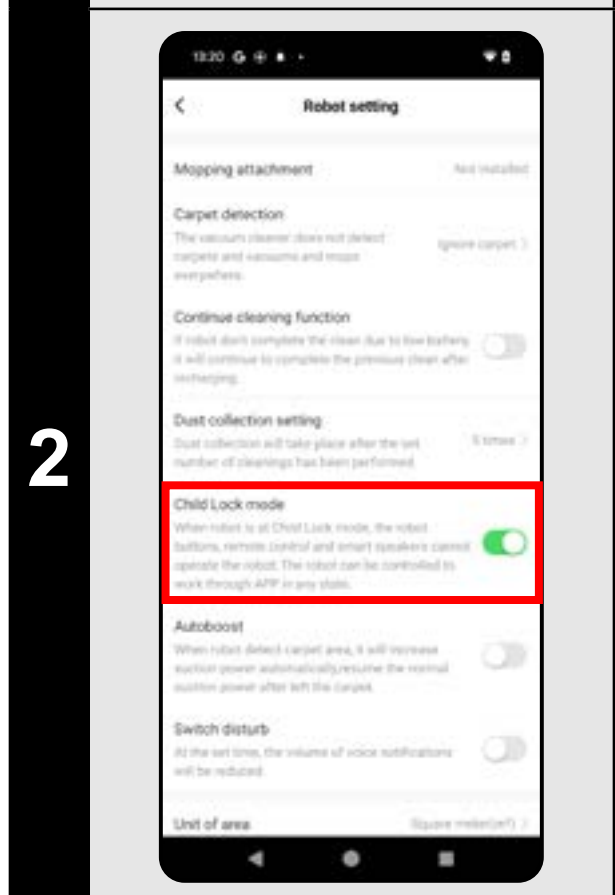 2
13:20 G
Robot setting
Mopping attachment
Not installed
Carpet detection
The vacuum cleaner does not detect
carpets and vacuums and mops
everywhere.
Ignore carpet >
Continue cleaning function
If robot don't complete the clean due to low battery,
it will continue to complete the previous clean after
recharging.
Dust collection setting
Dust collection will take place after the set
number of cleanings has been performed
5 times >
Child Lock mode
When robot is at Child Lock mode, the robot
buttons, remote control and smart speakers cannot
operate the robot. The robot can be controlled to
work through APP in any state.
Autoboost
When robot detect carpet area, it will increase
suction power automatically,resume the normal
suction power after left the carpet.
Switch disturb
At the set time, the volume of voice notifications
will be reduced
Unit of area
Square meter(m²) >